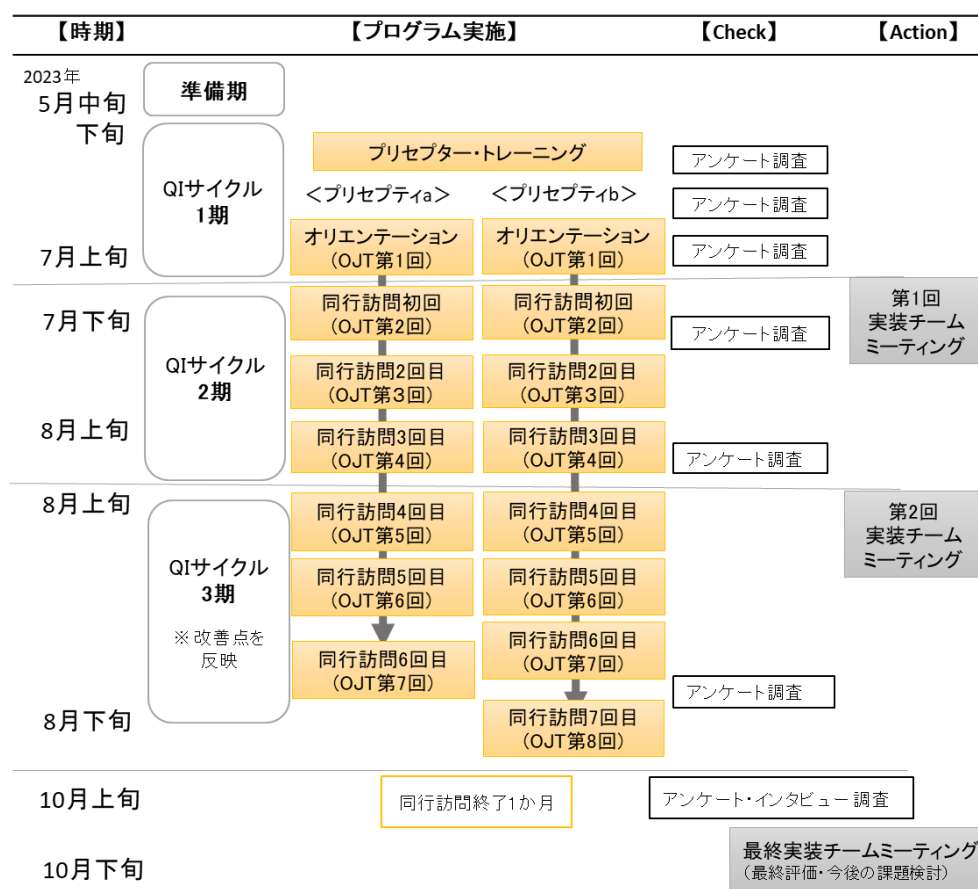 【時期】 【プログラム実施】 【Check】 【Action】
2023年
5月中旬
準備期
下旬
プリセプター・トレーニング
アンケート調査
QIサイクル
1期
<プリセプティa> <プリセプティb>
アンケート調査
オリエンテーション
(OJT第1回)
オリエンテーション
(OJT第1回)
アンケート調査
7月上旬
第1回
実装チーム
ミーティング
7月下旬
同行訪問初回
(OJT第2回)
同行訪問初回
(OJT第2回)
アンケート調査
QIサイクル
2期
同行訪問2回目
(OJT第3回)
同行訪問2回目
(OJT第3回)
8月上旬
同行訪問3回目
(OJT第4回)
同行訪問3回目
(OJT第4回)
アンケート調査
8月上旬
同行訪問4回目
(OJT第5回)
同行訪問4回目
(OJT第5回)
第2回
実装チーム
ミーティング
QIサイクル
3期
※改善点を
反映
同行訪問5回目
(OJT第6回)
同行訪問5回目
(OJT第6回)
同行訪問6回目
(OJT第7回)
同行訪問6回目
(OJT第7回)
アンケート調査
8月下旬
同行訪問7回目
(OJT第8回)
10月上旬
同行訪問終了1か月
アンケート・インタビュー調査
10月下旬
最終実装チームミーティング
(最終評価・今後の課題検討)